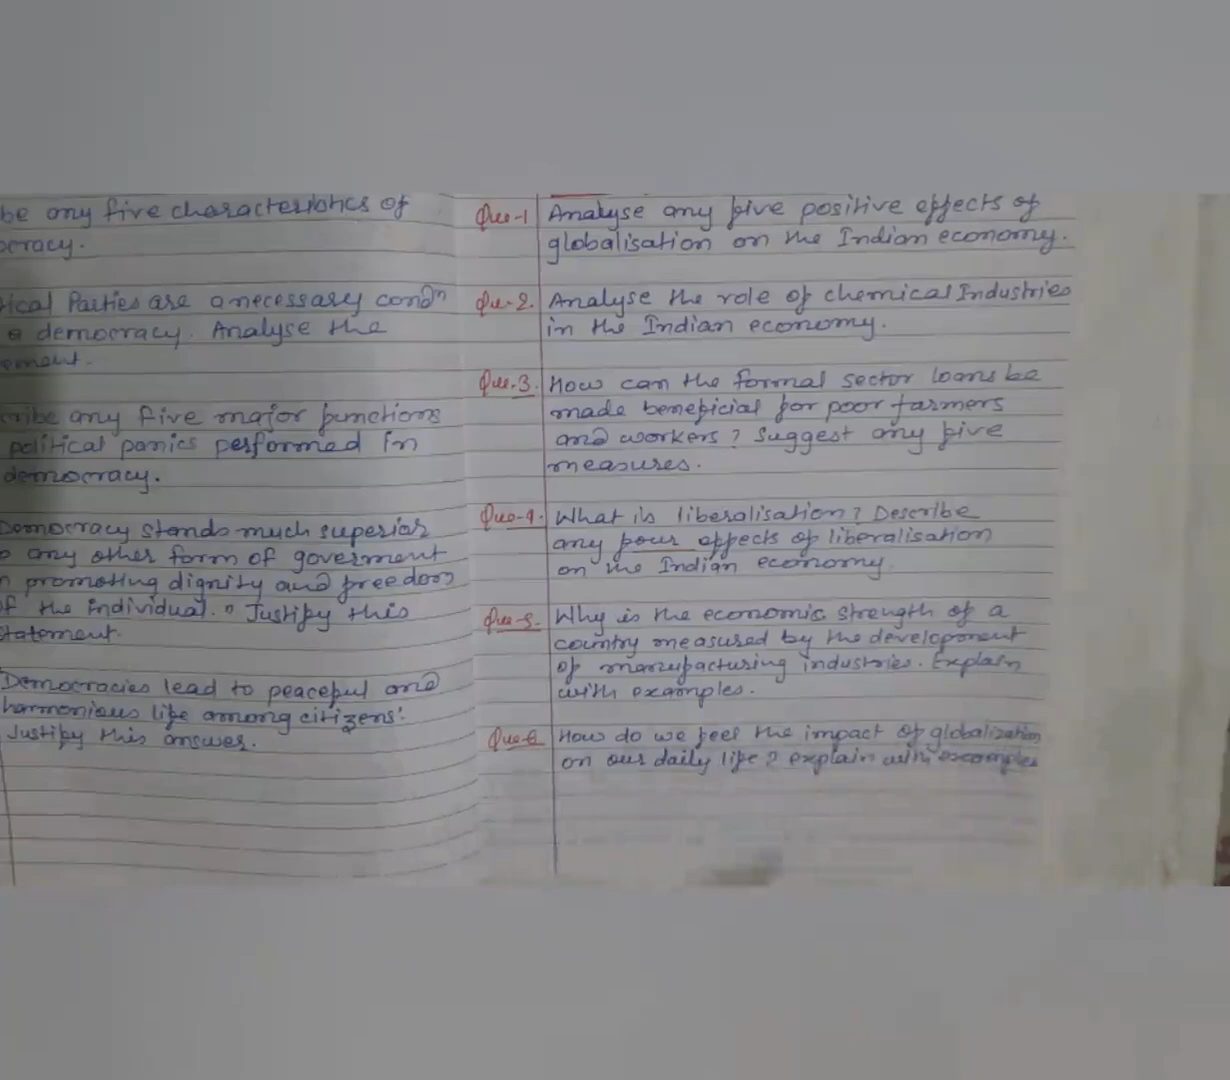 be any five characteristics of
ocracy.
ical Parties are a necessary condn
democracy. Analyse the
ement.
cribe any five major functions
political panics performed in
democracy.
Democracy stands much superior
o any other form of goverment
n promoting dignity and freedom
f the individual." Justify this
statement.
Democracies lead to peaceful and
harmonious life among citizens'.
Justify this answer.
Que-1 Analyse any five positive effects of
globalisation on the Indian economy.
Que-2. Analyse the role of chemical Industries
in the Indian economy.
Que.3. How can the formal sector loans be
made beneficial for poor farmers
and workers? Suggest any five
measures.
Que-4. What is liberalisation? Describe
any four effects of liberalisation
on the Indian economy
Que-5. Why is the economic strength of a
country measured by the development
of manufacturing industries. Explain
with examples.
Que-6 How do we feel the impact of globalization
on our daily life? explain with examples